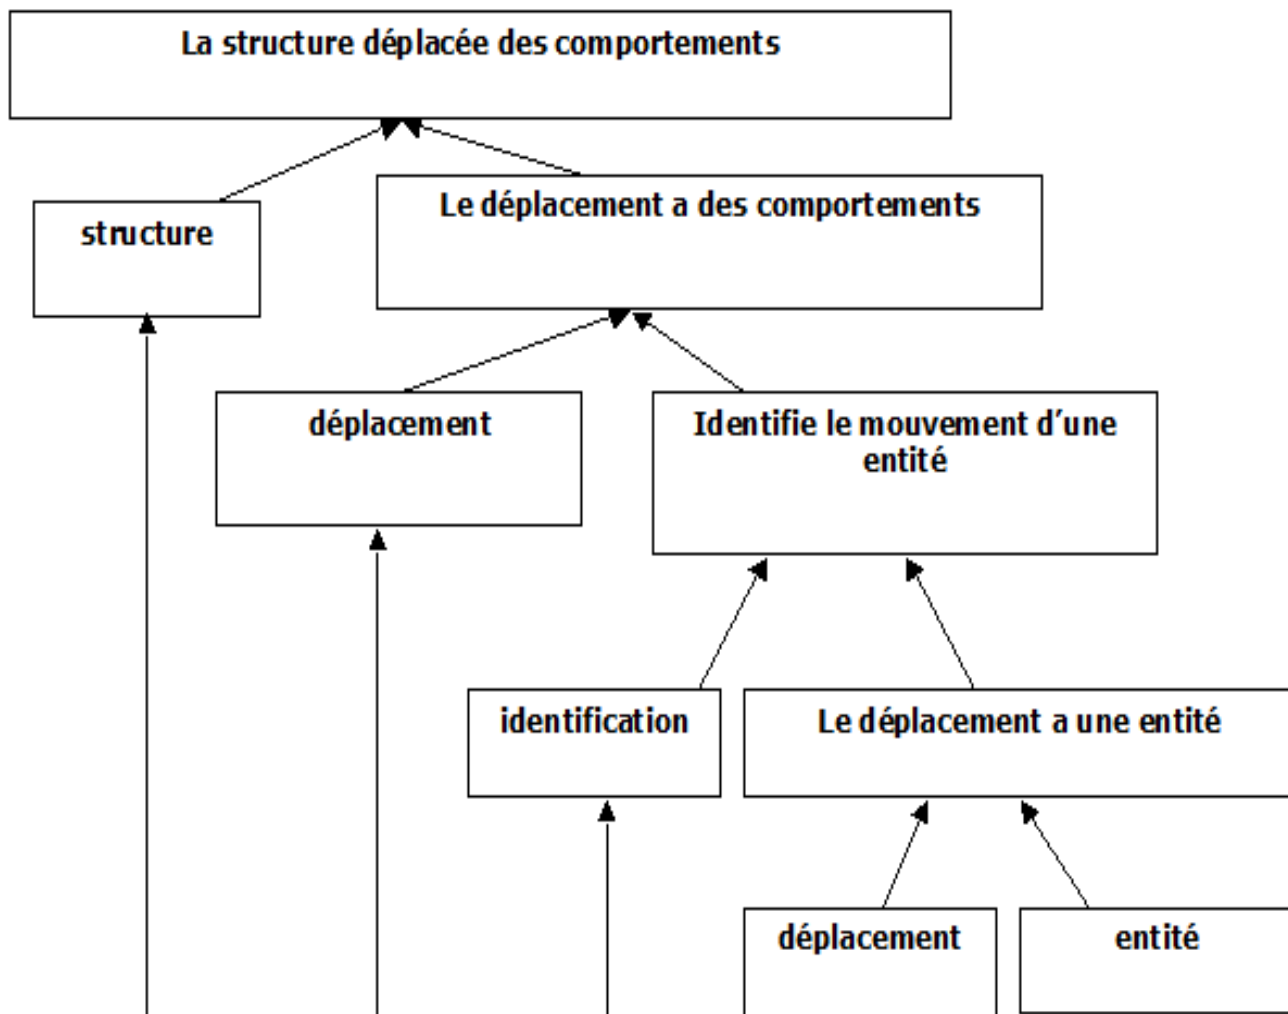 La structure déplacée des comportements
Le déplacement a des comportements
structure
déplacement
Identifie le mouvement d’une
entité
identification
Le déplacement a une entité
déplacement
entité